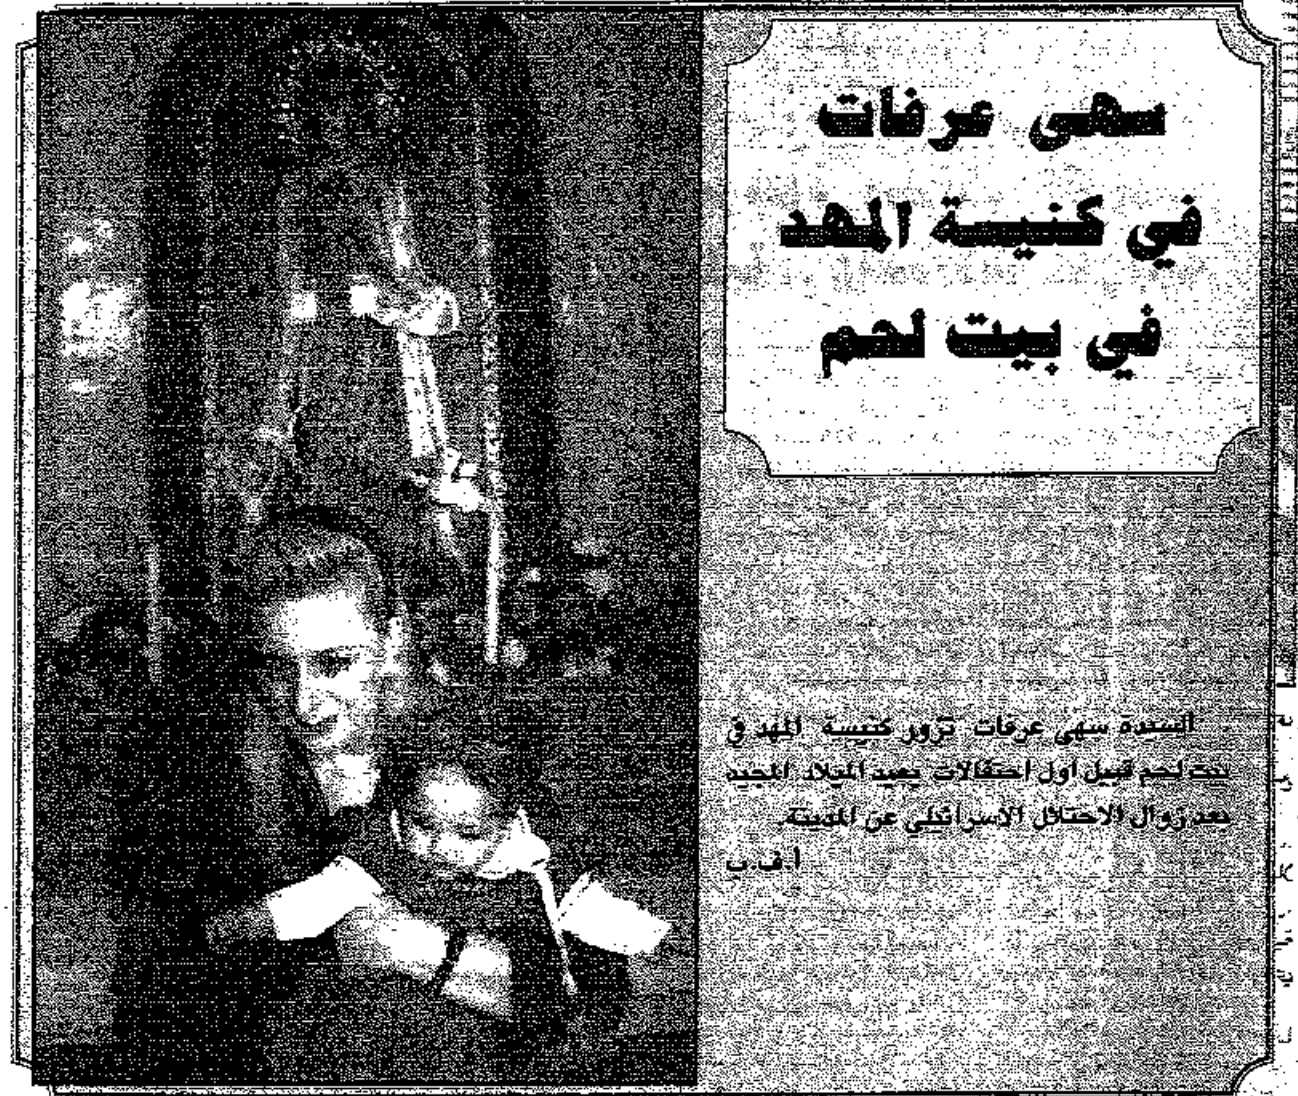 سهى عرفات
في كنيسة المهد
في بيت لحم
السيدة سهى عرفات تزور كنيسة المهد في
بيت لحم قبيل اول احتفالات بعيد الميلاد المجيد
بعد زوال الاحتلال الاسرائيلي عن المدينة.
أ.ف.ب